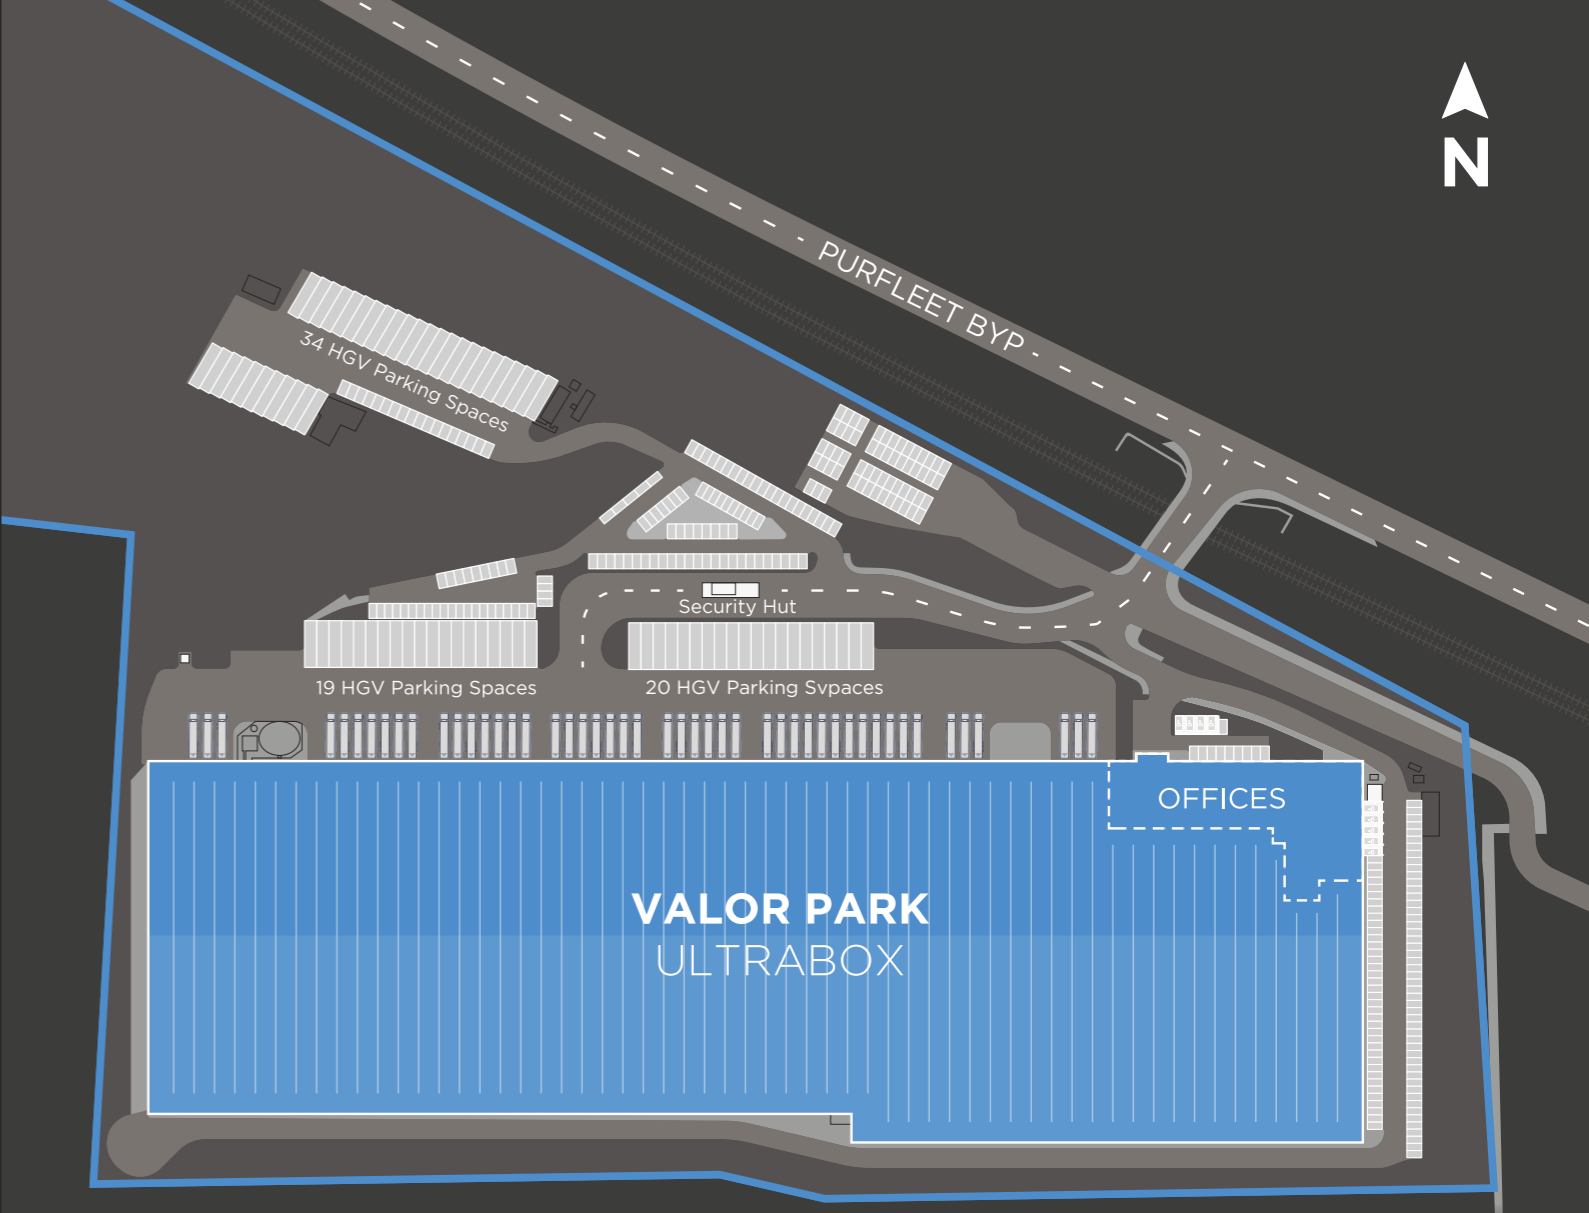 N
PURFLEET BYP
34 HGV Parking Spaces
Security Hut
19 HGV Parking Spaces
20 HGV Parking Svpaces
OFFICES
VALOR PARK
ULTRABOX